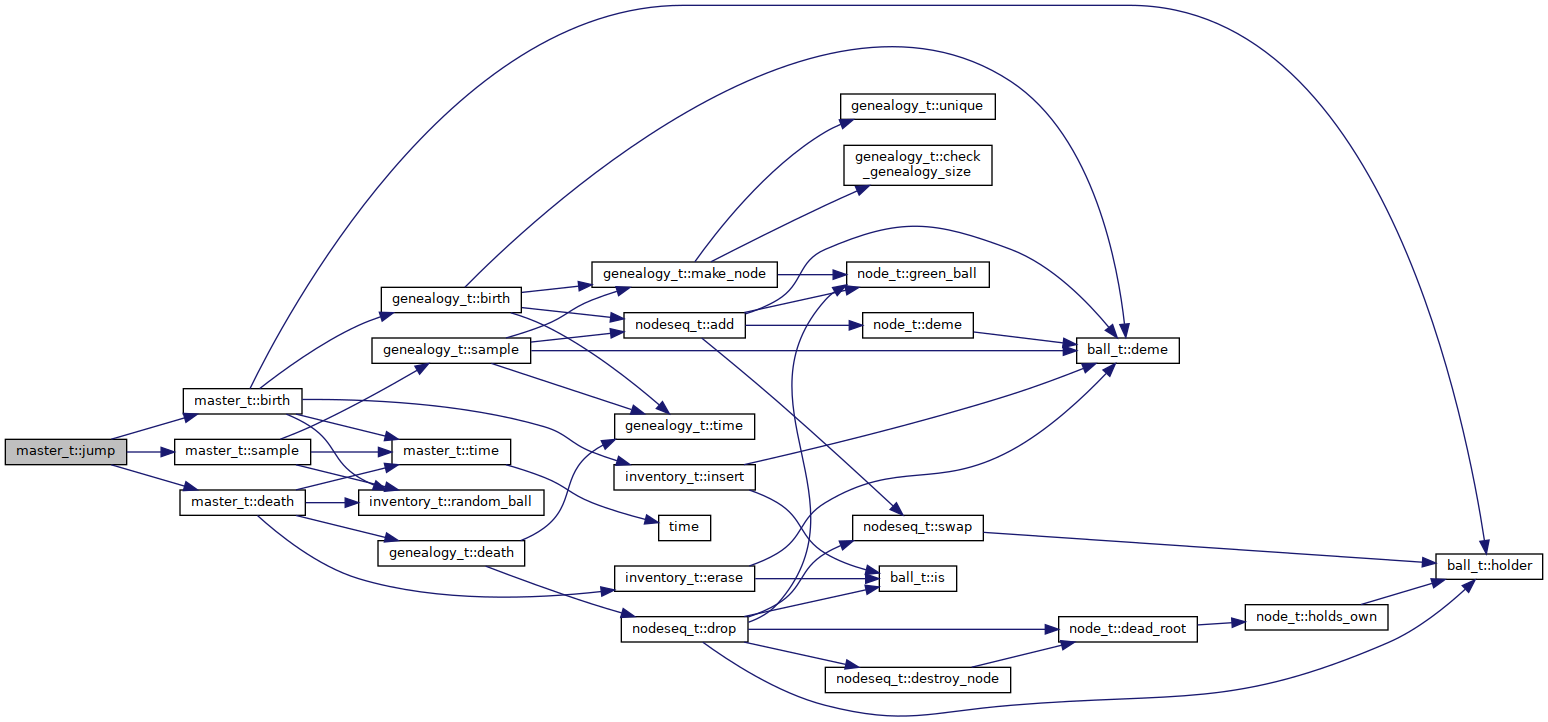 genealogy_t::unique
genealogy_t::check
_genealogy_size
genealogy_t::make_node
node_t::green_ball
genealogy_t::birth
nodeseq_t::add
node_t::deme
genealogy_t::sample
ball_t::deme
master_t::birth
genealogy_t::time
master_t::jump
master_t::sample
master_t::time
inventory_t::insert
master_t::death
inventory_t::random_ball
time
nodeseq_t::swap
genealogy_t::death
ball_t::holder
inventory_t::erase
ball_t::is
node_t::holds_own
nodeseq_t::drop
node_t::dead_root
nodeseq_t::destroy_node